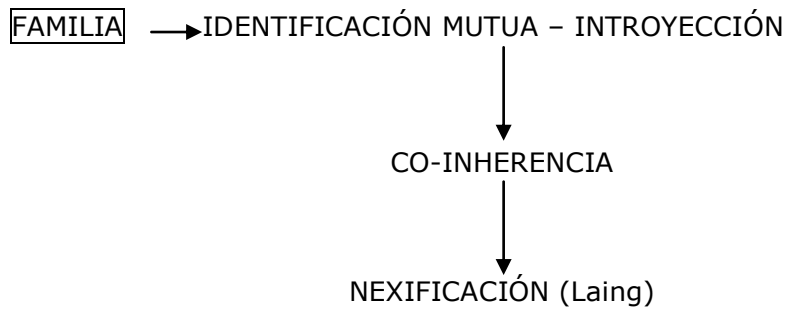 FAMILIA IDENTIFICACIÓN MUTUA – INTROYECCIÓN
CO-INHERENCIA
NEXIFICACIÓN (Laing)